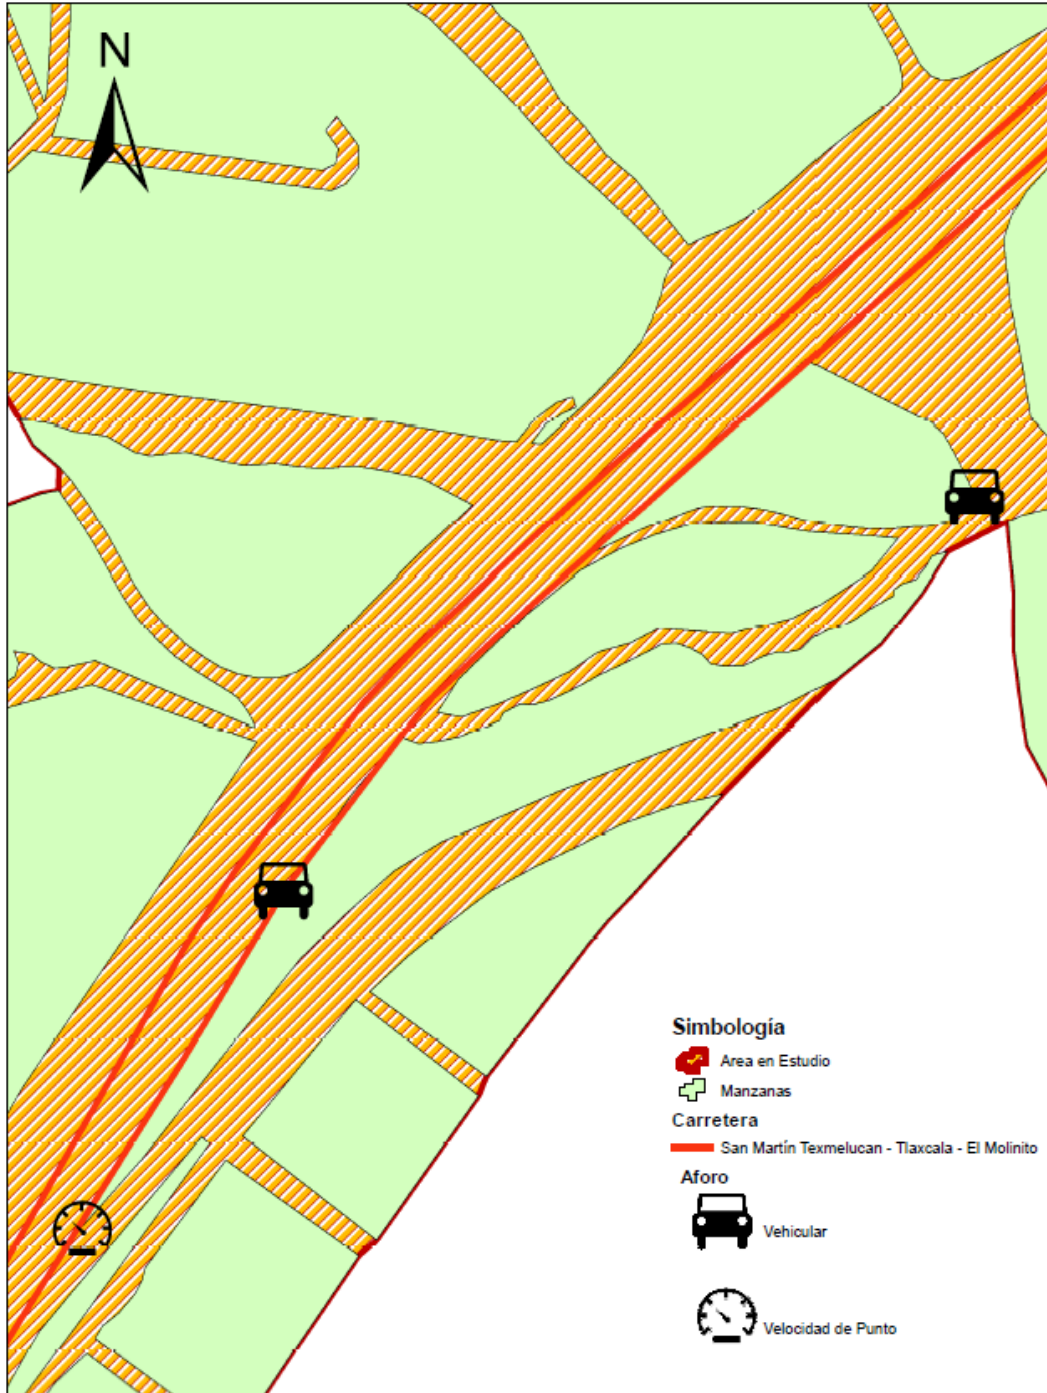 N
Simbología
Area en Estudio
Manzanas
Carretera
San Martín Texmelucan - Tlaxcala - El Molinito
Aforo
Vehicular
Velocidad de Punto